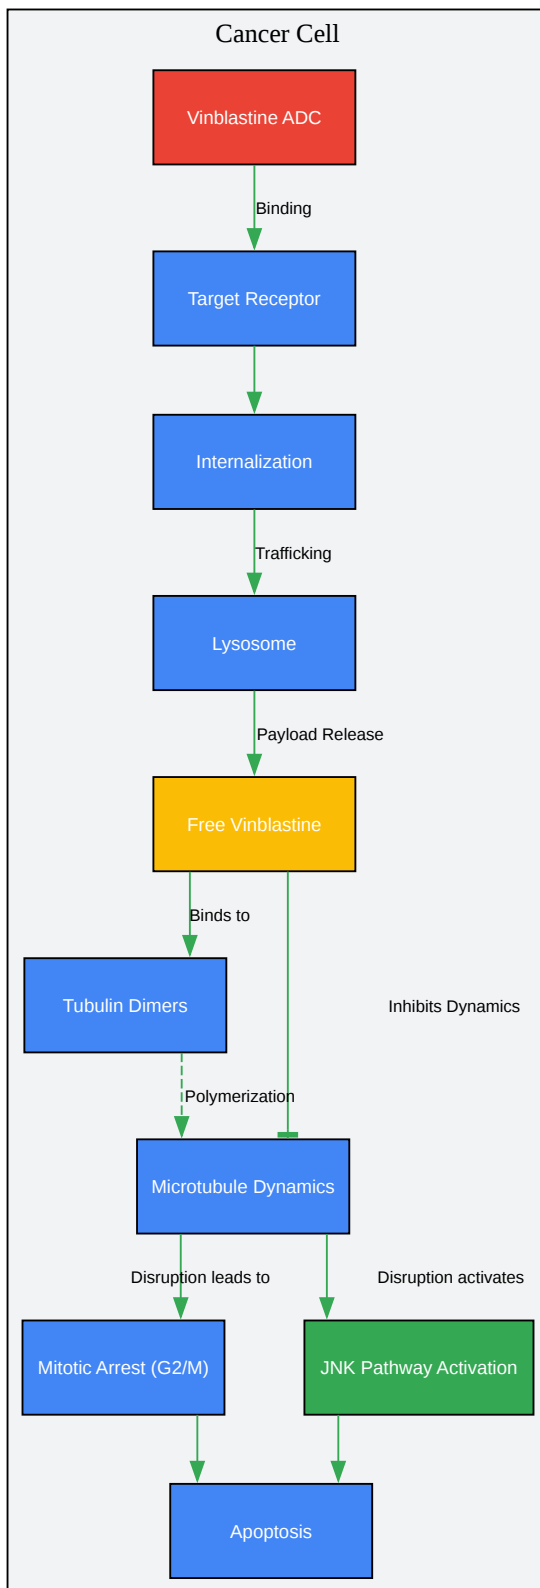 Cancer Cell
Vinblastine ADC
Binding
Target Receptor
Internalization
Trafficking
Lysosome
Payload Release
Free Vinblastine
Binds to
Tubulin Dimers
Inhibits Dynamics
Polymerization
Microtubule Dynamics
Disruption leads to
Disruption activates
Mitotic Arrest (G2/M)
JNK Pathway Activation
Apoptosis